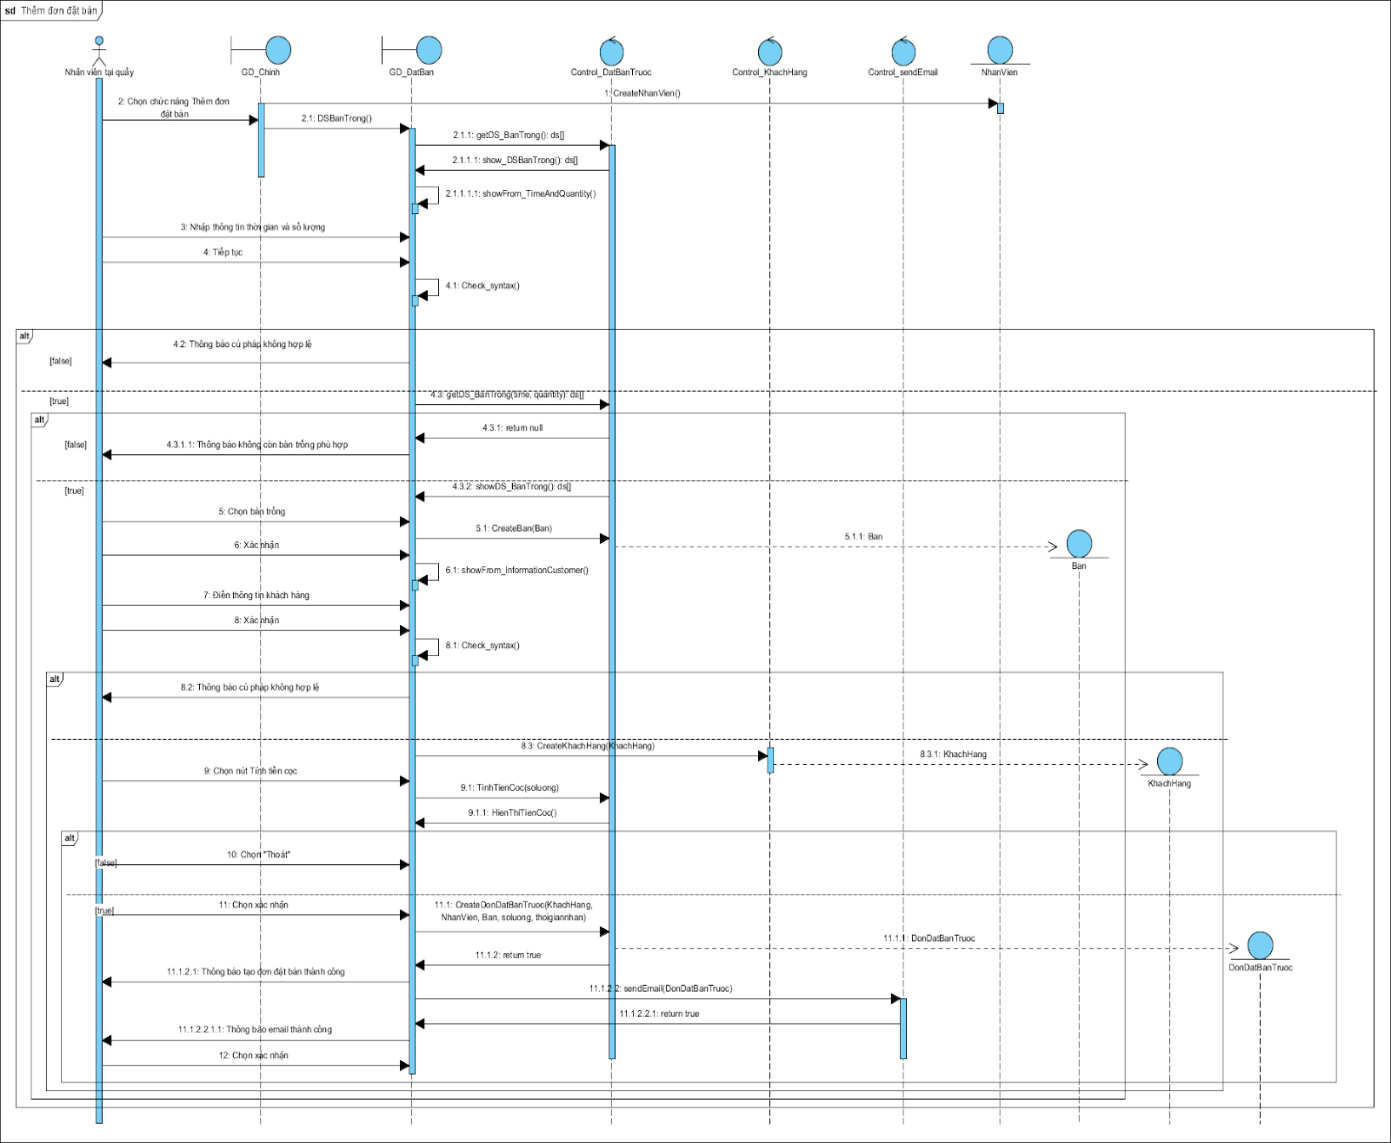 sd Thêm đơn đặt bàn
Nhân viên tại quầy
GD_Chinh
GD_ĐatBan
Control_DatBanTruoc
Control_KhachHang
Control_sendEmail
NhanVien
1: CreateNhanVien()
2: Chọn chức năng Thêm đơn
đặt bàn
2.1: DSBanTrong()
2.1.1: getDS_BanTrong(): ds[]
2.1.1.1: show_DSBanTrong(): ds[]
2.1.1.1.1: showFrom_TimeAndQuantity()
3: Nhập thông tin thời gian và số lượng
4: Tiếp tục
4.1: Check_syntax()
alt
4.2: Thông báo cú pháp không hợp lệ
[false]
[true]
4.3: getDS_BanTrong(time, quantity): ds[]
alt
4.3.1: return null
[false]
4.3.1.1: Thông báo không còn bàn trống phù hợp
[true]
4.3.2: showDS_BanTrong(): ds[]
5: Chọn bàn trống
5.1: CreateBan(Ban)
5.1.1: Ban
Ban
6: Xác nhận
6.1: showFrom_InformationCustomer()
7: Điền thông tin khách hàng
8: Xác nhận
8.1: Check_syntax()
alt
8.2: Thông báo cú pháp không hợp lệ
8.3: CreateKhachHang(KhachHang)
8.3.1: KhachHang
KhachHang
9: Chọn nút Tính tiền cọc
9.1: TinhTienCoc(soluong)
9.1.1: HienThiTienCoc()
alt
10: Chọn "Thoát"
[false]
[true]
11: Chọn xác nhận
11.1: CreateDonDatBanTruoc(KhachHang,
NhanVien, Ban, soluong, thoigiannhan)
11.1.1: DonDatBanTruoc
DonDatBanTruoc
11.1.2: return true
11.1.2.1: Thông báo tạo đơn đặt bàn thành công
11.1.2.2: sendEmail(DonDatBanTruoc)
11.1.2.2.1: return true
11.1.2.2.1.1: Thông báo email thành công
12: Chọn xác nhận